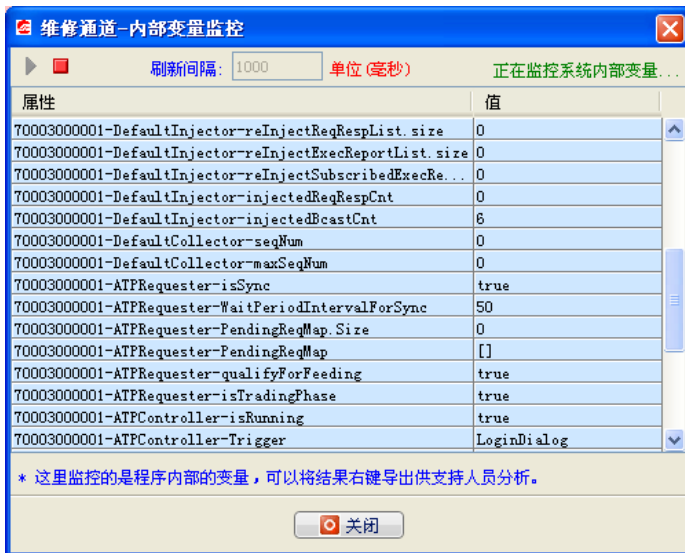 维修通道-内部变量监控
刷新间隔: 1000 单位(毫秒) 正在监控系统内部变量...
属性 值
70003000001-DefaultInjector-reInjectReqRespList.size 0
70003000001-DefaultInjector-reInjectExecReportList.size 0
70003000001-DefaultInjector-reInjectSubscribedExecRe... 0
70003000001-DefaultInjector-injectedReqRespCnt 0
70003000001-DefaultInjector-injectedBcastCnt 6
70003000001-DefaultCollector-seqNum 0
70003000001-DefaultCollector-maxSeqNum 0
70003000001-ATPRequester-isSync true
70003000001-ATPRequester-WaitPeriodIntervalForSync 50
70003000001-ATPRequester-PendingReqMap.Size 0
70003000001-ATPRequester-PendingReqMap []
70003000001-ATPRequester-qualifyForFeeding true
70003000001-ATPRequester-isTradingPhase true
70003000001-ATPController-isRunning true
70003000001-ATPController-Trigger LoginDialog
* 这里监控的是程序内部的变量，可以将结果右键导出供支持人员分析。
关闭